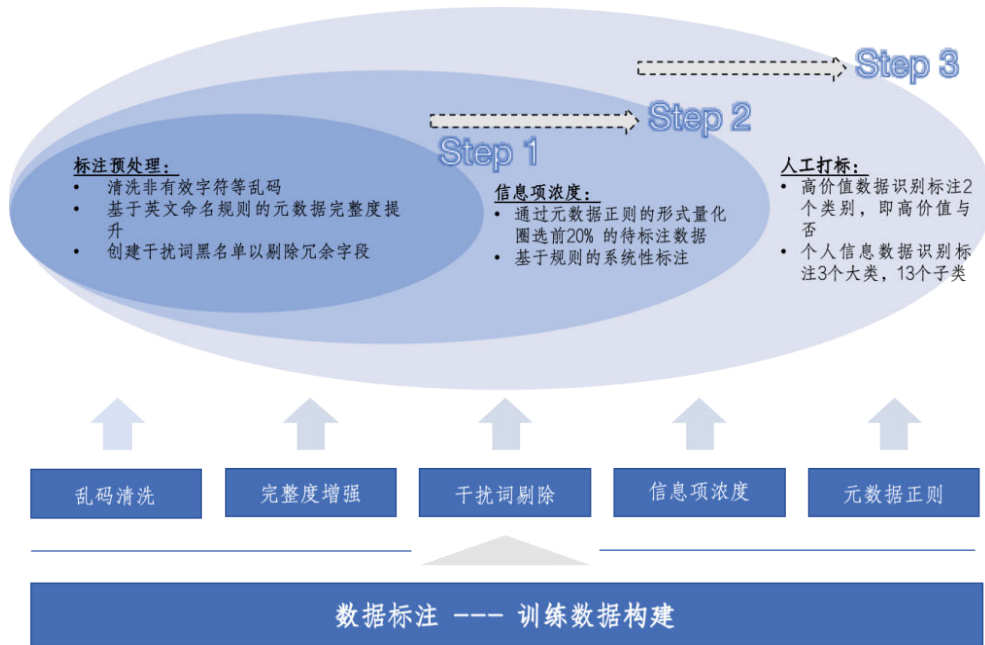 Step 3
Step 2
Step 1
标注预处理：
• 清洗非有效字符等乱码
• 基于英文命名规则的元数据完整度提
升
• 创建干扰词黑名单以剔除冗余字段
信息项浓度：
• 通过元数据正则的形式量化
圈选前20% 的待标注数据
• 基于规则的系统性标注
人工打标：
• 高价值数据识别标注2
个类别，即高价值与
否
• 个人信息数据识别标
注3个大类，13个子类
乱码清洗
完整度增强
干扰词剔除
信息项浓度
元数据正则
数据标注 --- 训练数据构建